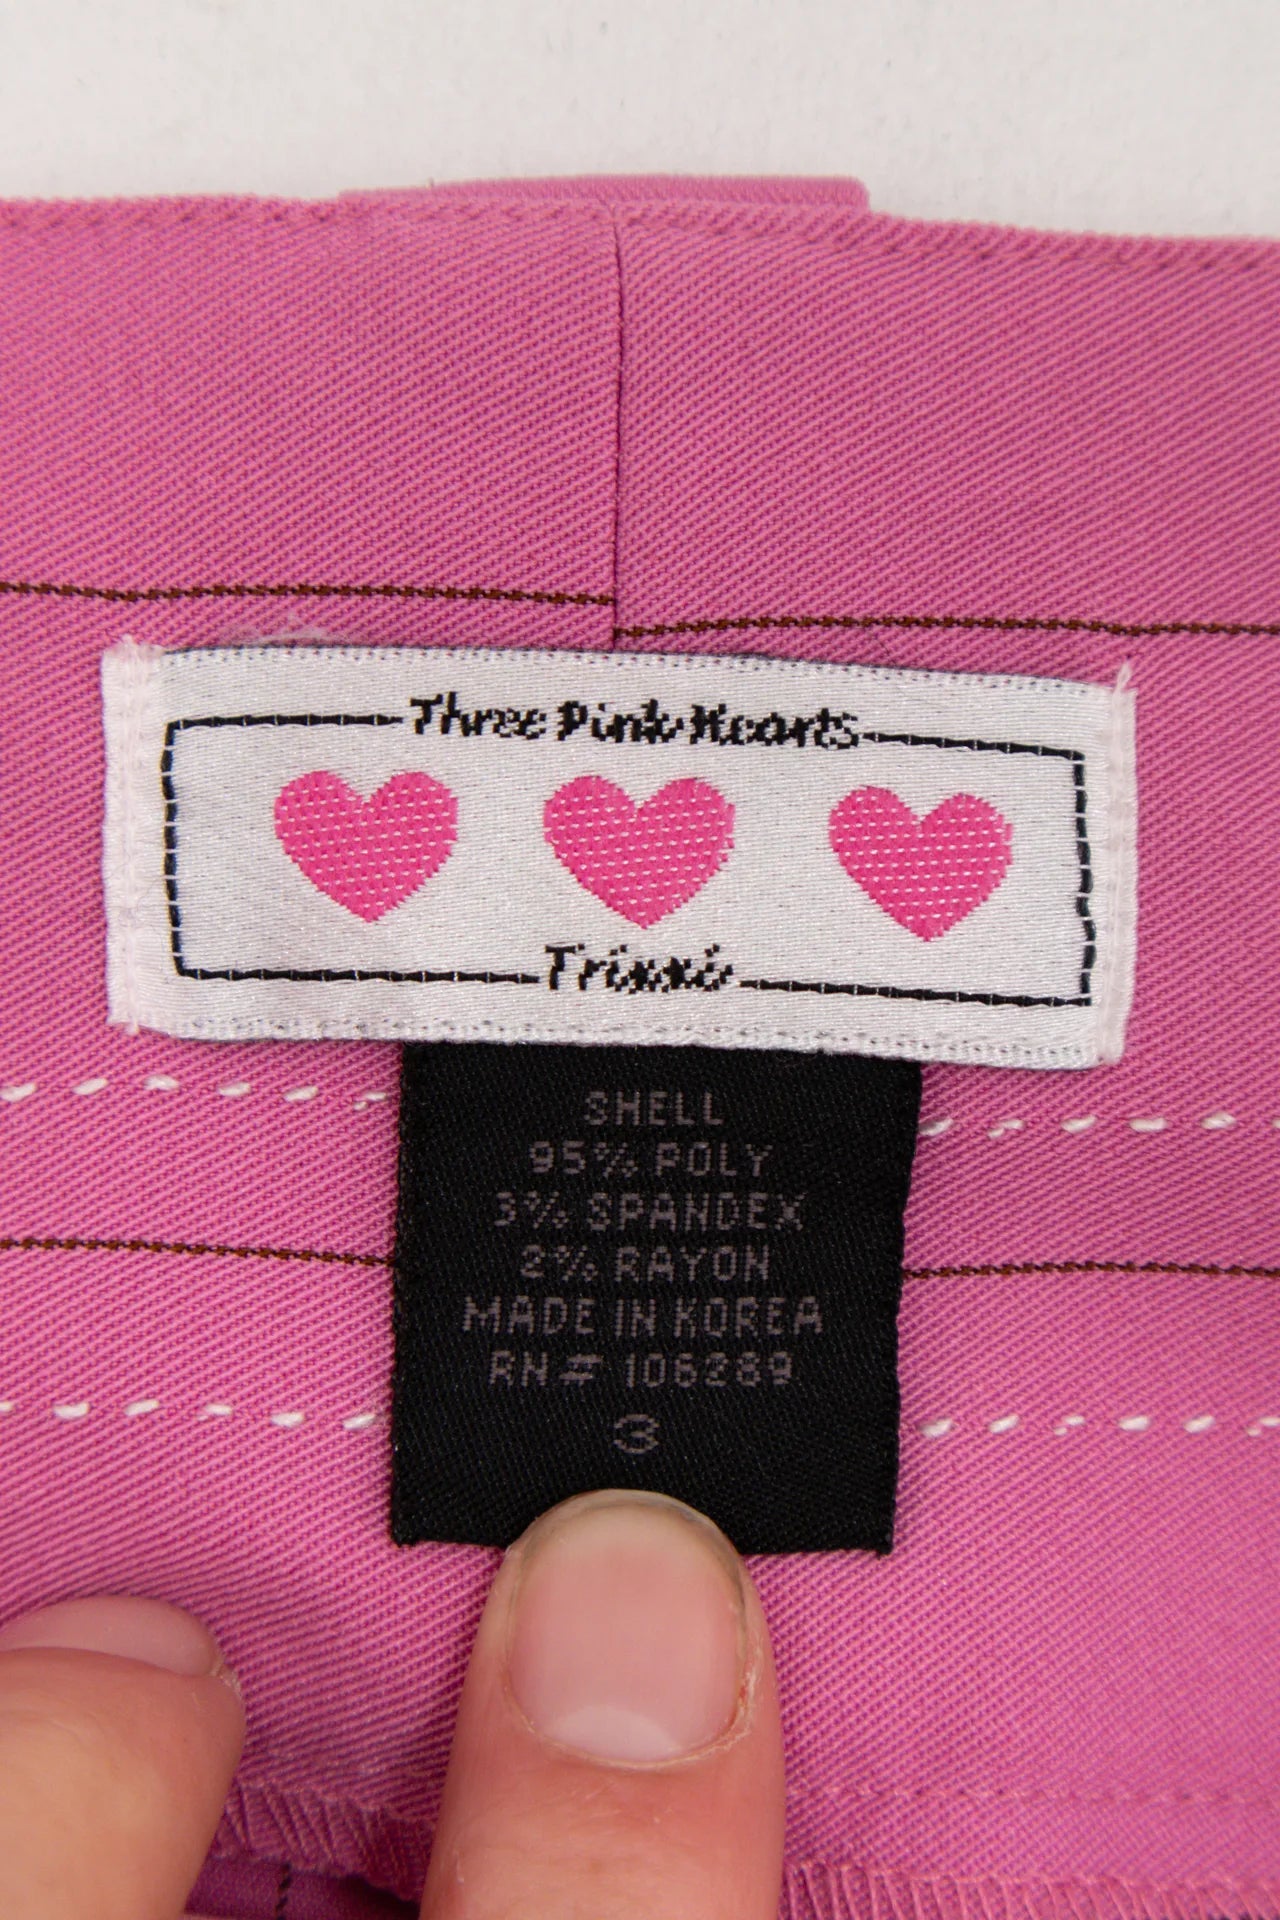 Three Pink Hearts
Trixxi
SHELL
95% POLY
3% SPANDEX
2% RAYON
MADE IN KOREA
RN# 106289
3